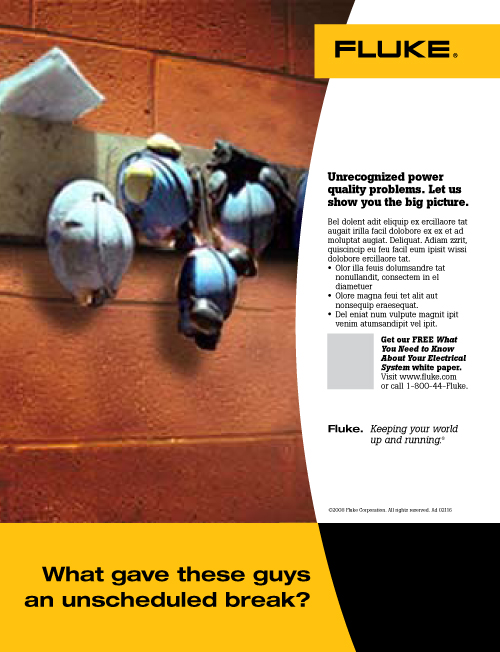 FLUKE®
Unrecognized power
quality problems. Let us
show you the big picture.
Bel dolent adit eliquip ex ercillaore tat
augait irilla facil dolobore ex ex et ad
moluptat augiat. Deliquat. Adiam zzrit,
quiscincip eu feu facil eum ipisit wissi
dolobore ercillaore tat.
• Olor illa feuis dolumsandre tat
nonullandit, consectem in el
diametuer
• Olore magna feui tet alit aut
nonsequip eraesequat.
• Del eniat num vulpute magnit ipit
venim atumsandipit vel ipit.
Get our FREE What
You Need to Know
About Your Electrical
System white paper.
Visit www.fluke.com
or call 1-800-44-Fluke.
Fluke. Keeping your world
up and running.®
©2006 Fluke Corporation. All rights reserved. Ad 02116
What gave these guys
an unscheduled break?